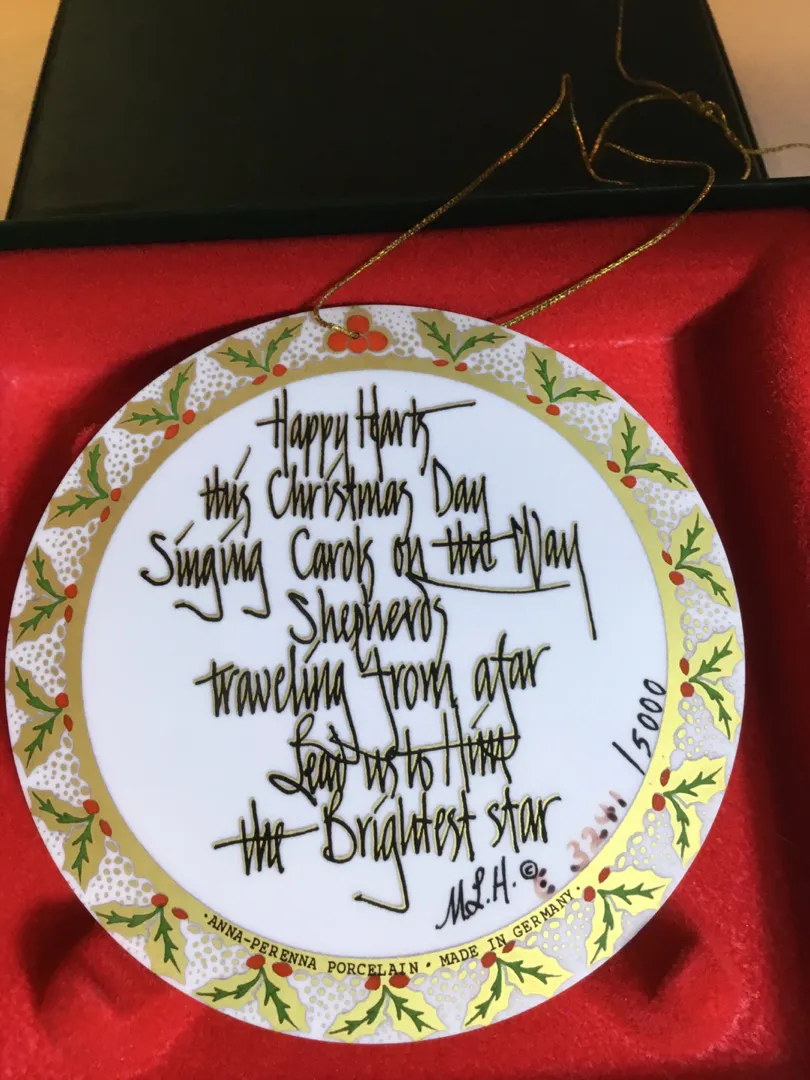 Happy Hearts
this Christmas Day
Singing Carols on the Way
Shepherds
traveling from afar
Lead us to Him
the Brightest star
M.L.H. ©
3241 /5000
·ANNA-PERENNA PORCELAIN · MADE IN GERMANY·